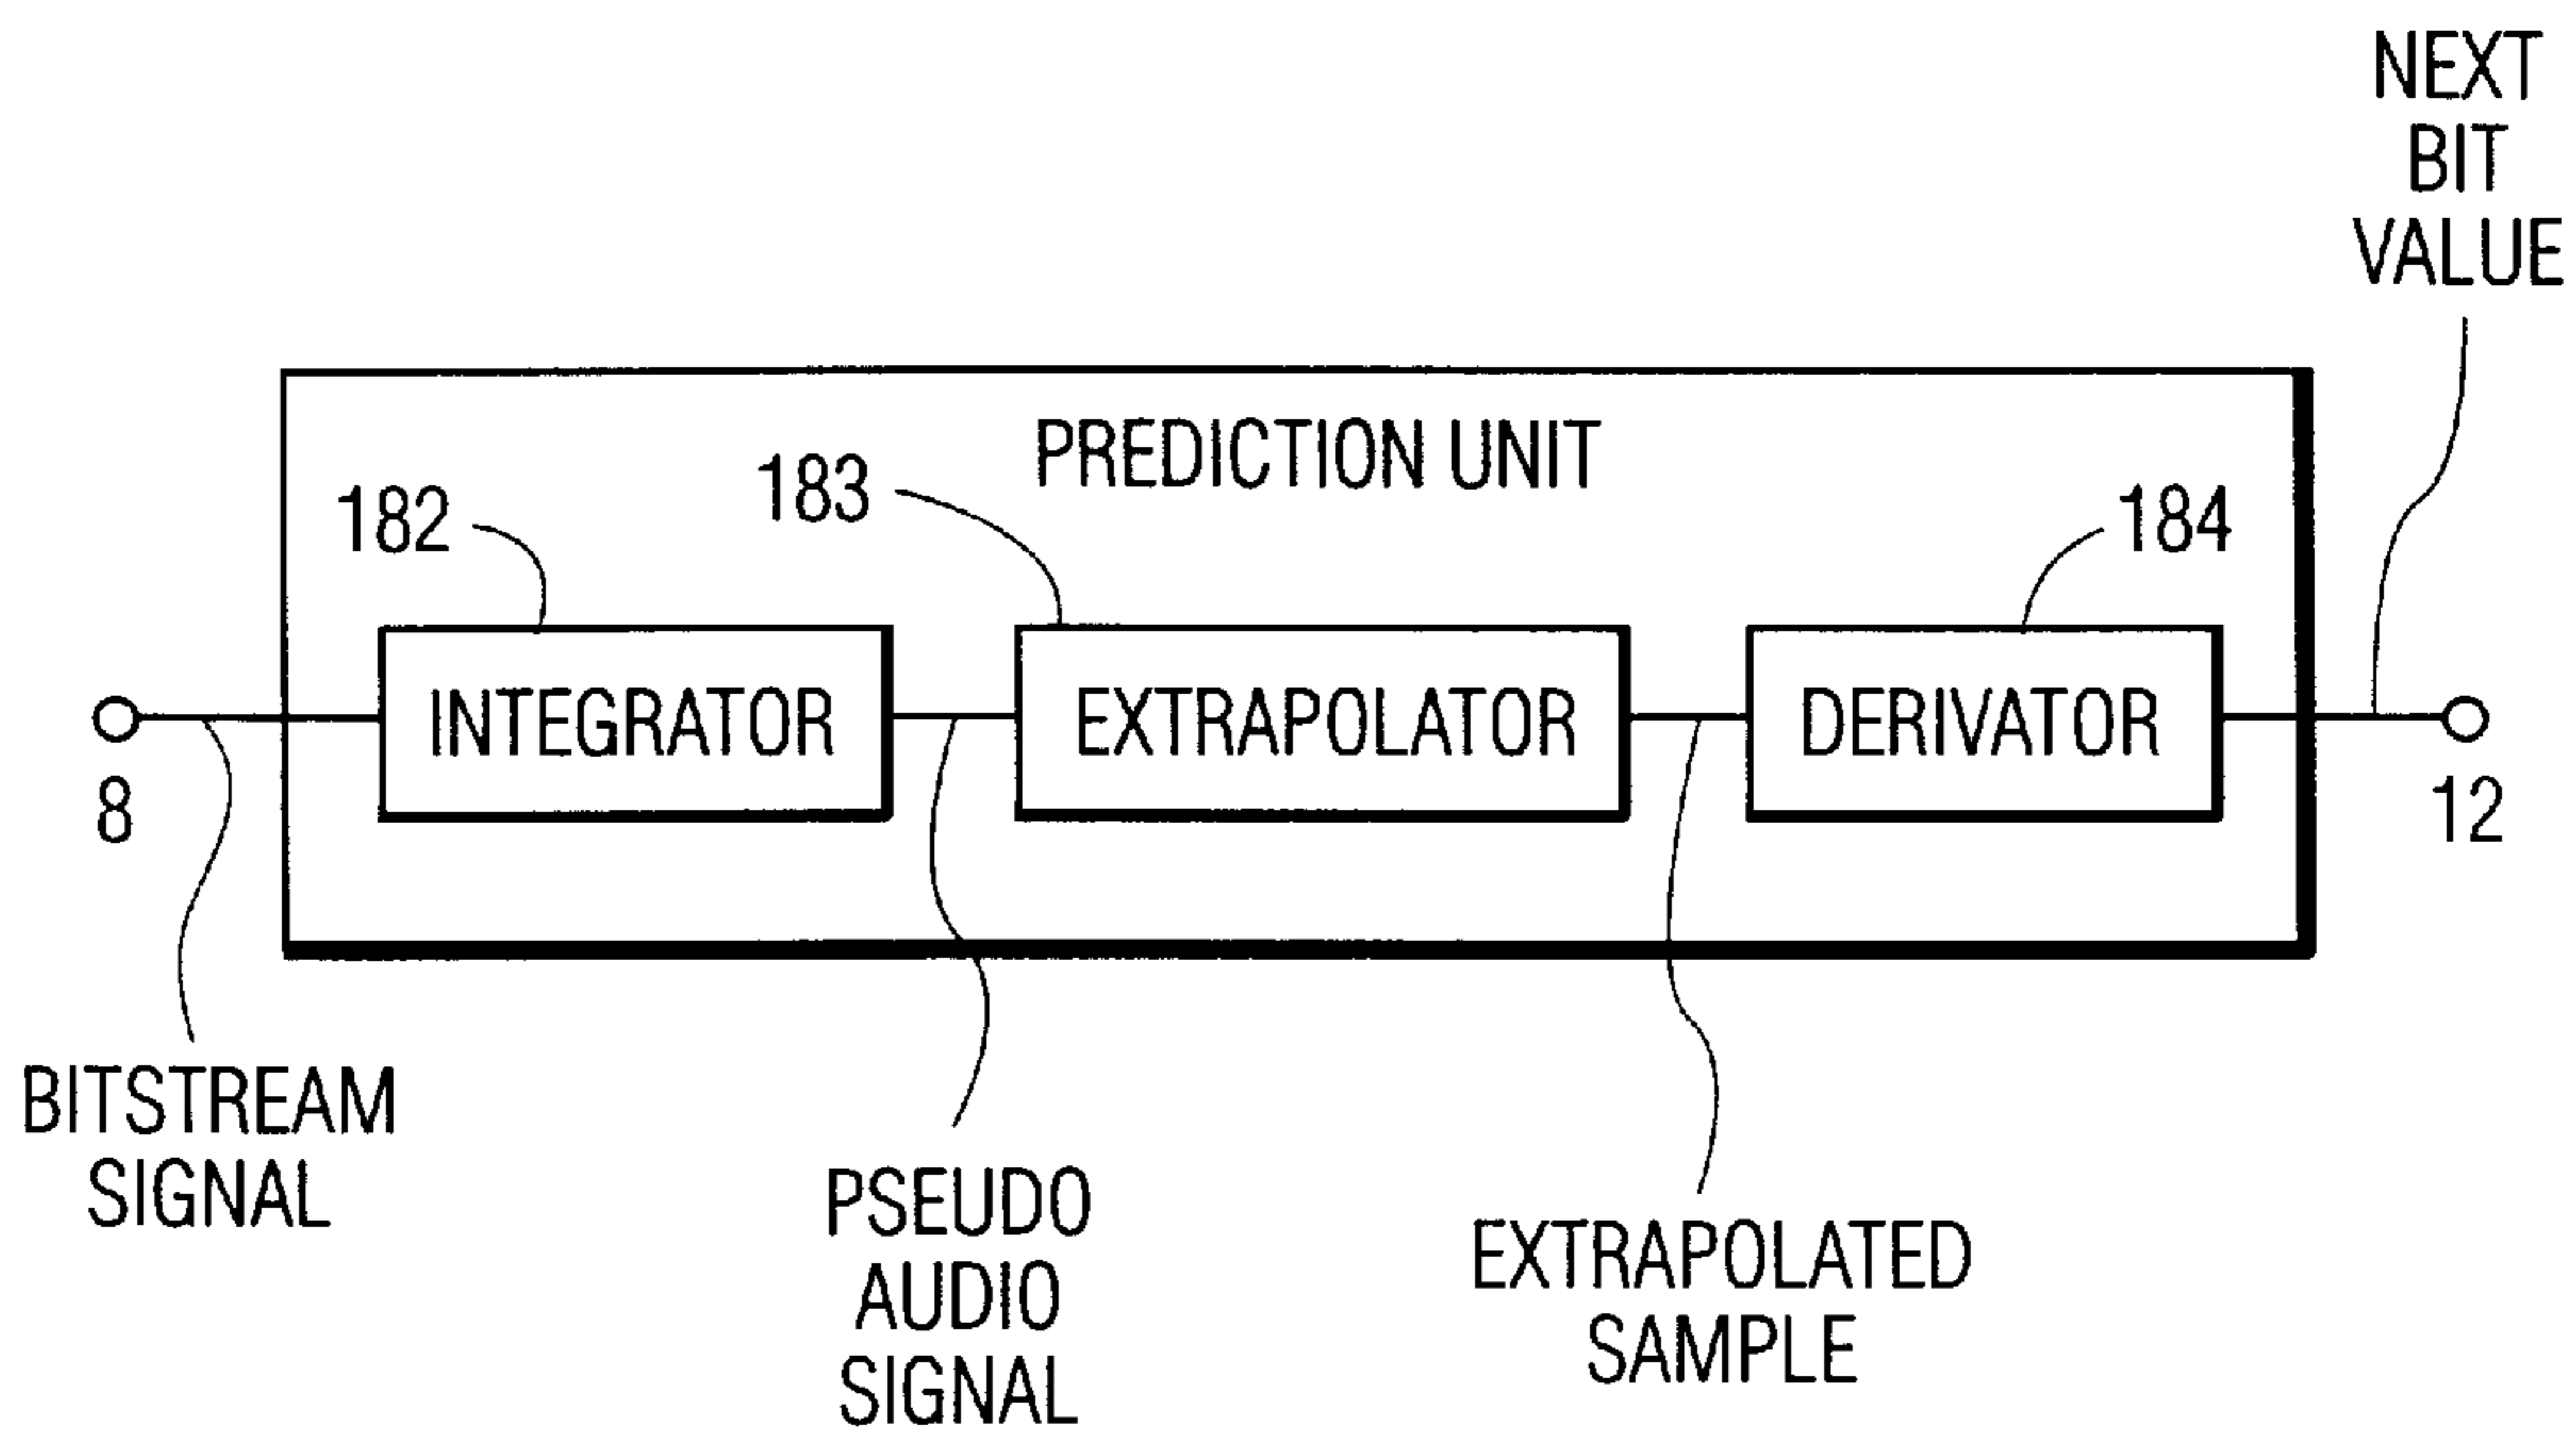 NEXT
BIT
VALUE
PREDICTION UNIT
182
183
184
INTEGRATOR
EXTRAPOLATOR
DERIVATOR
8
12
BITSTREAM
SIGNAL
PSEUDO
AUDIO
SIGNAL
EXTRAPOLATED
SAMPLE